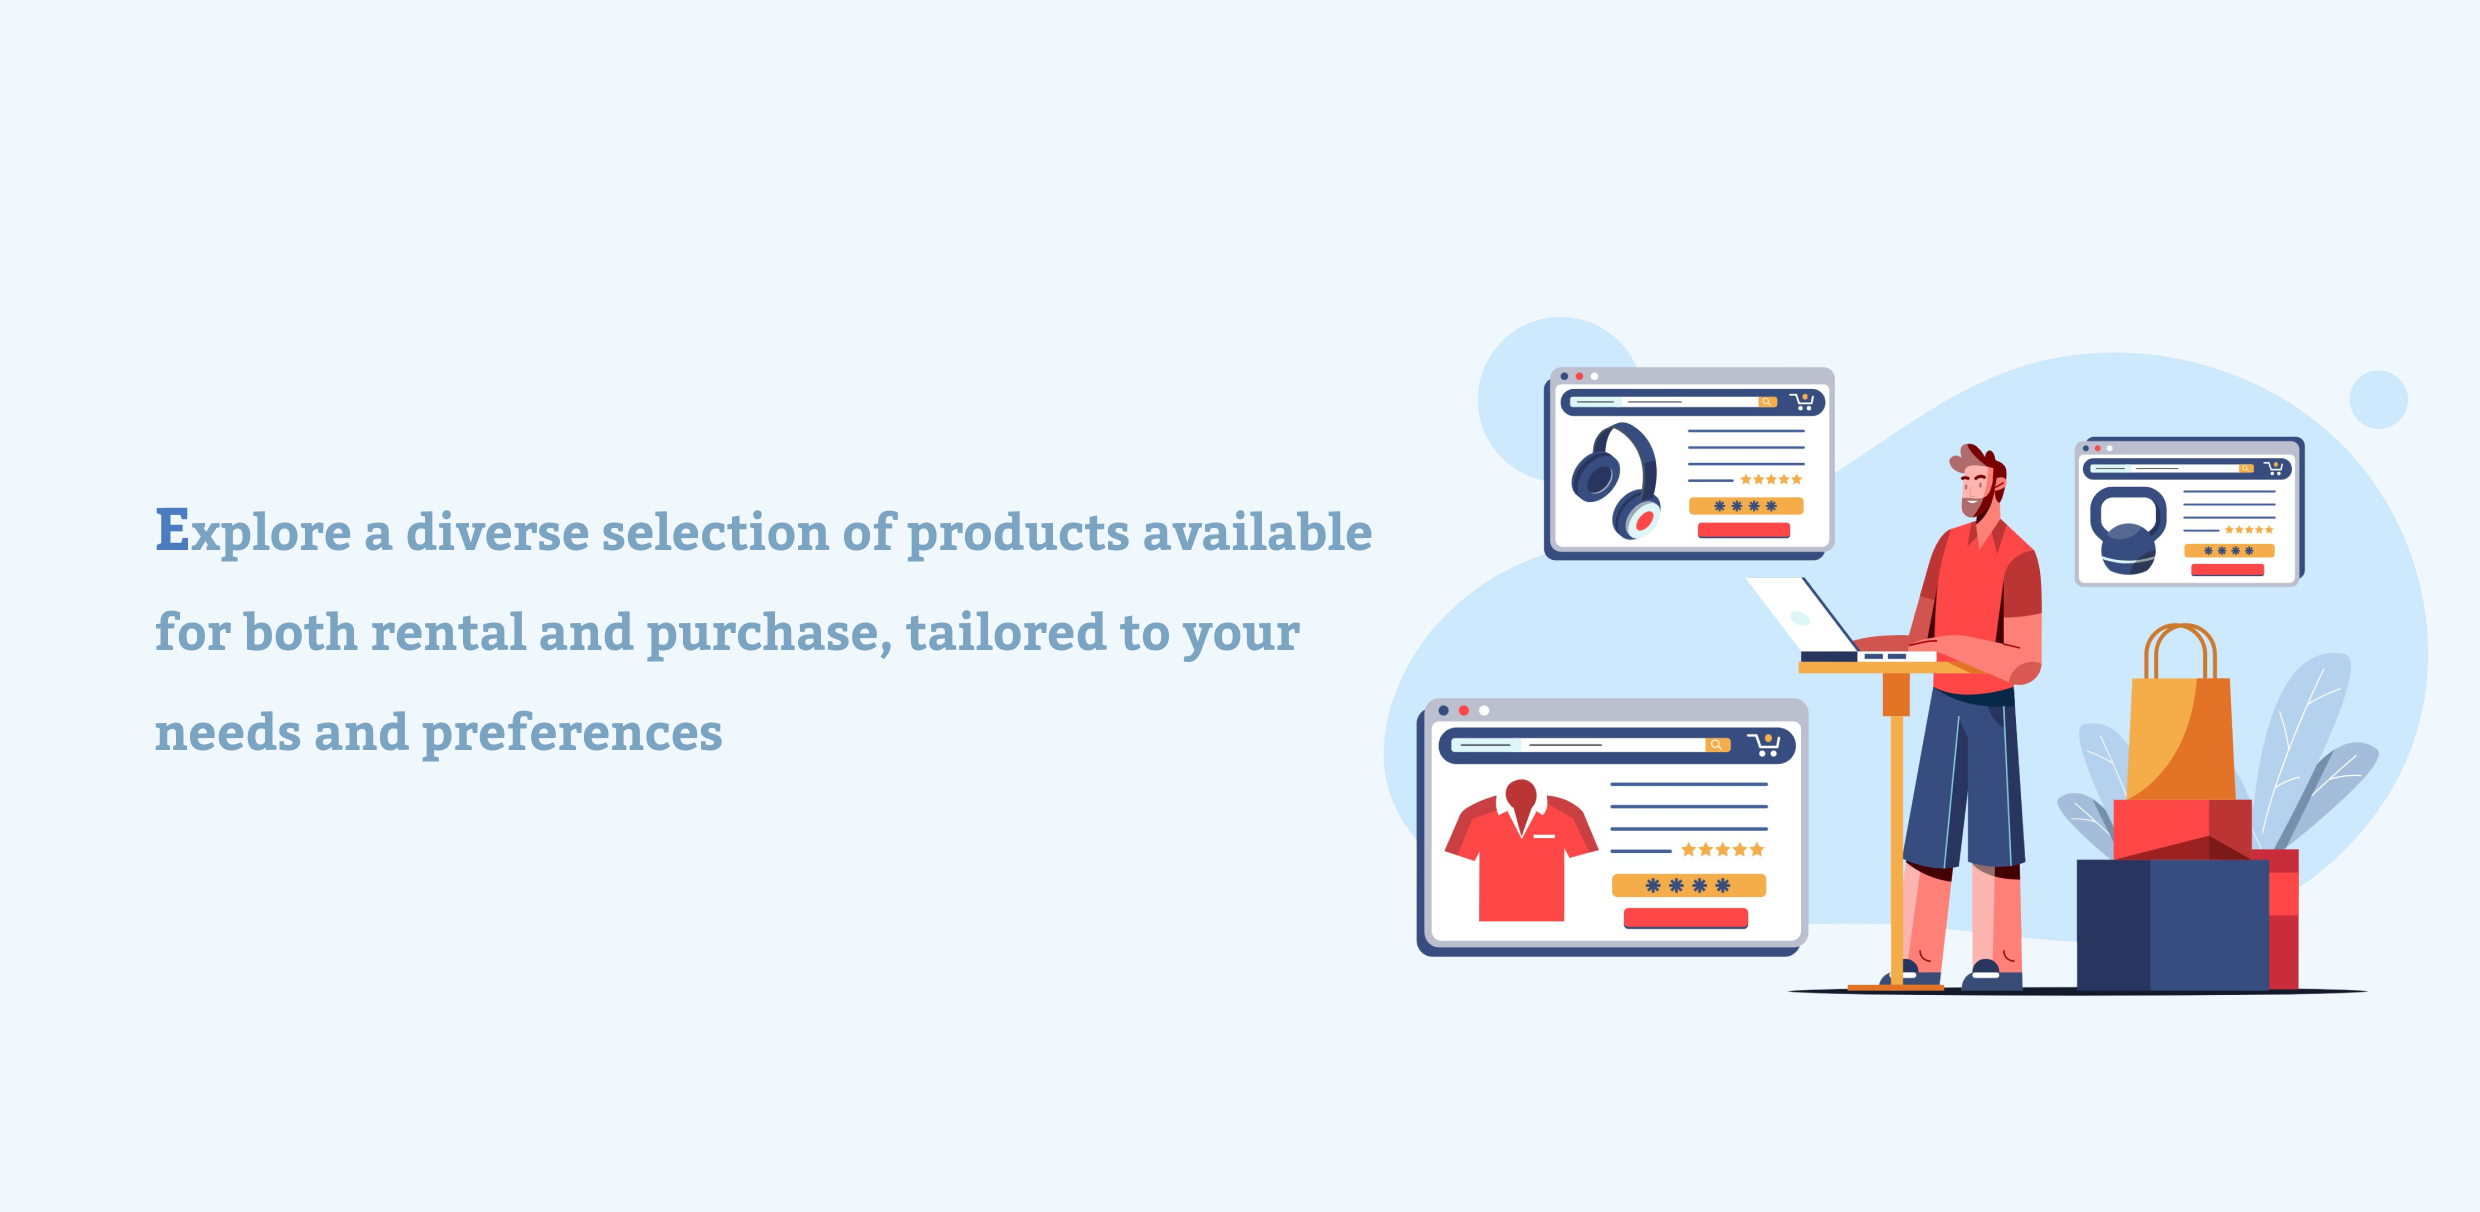 Explore a diverse selection of products available
for both rental and purchase, tailored to your
needs and preferences